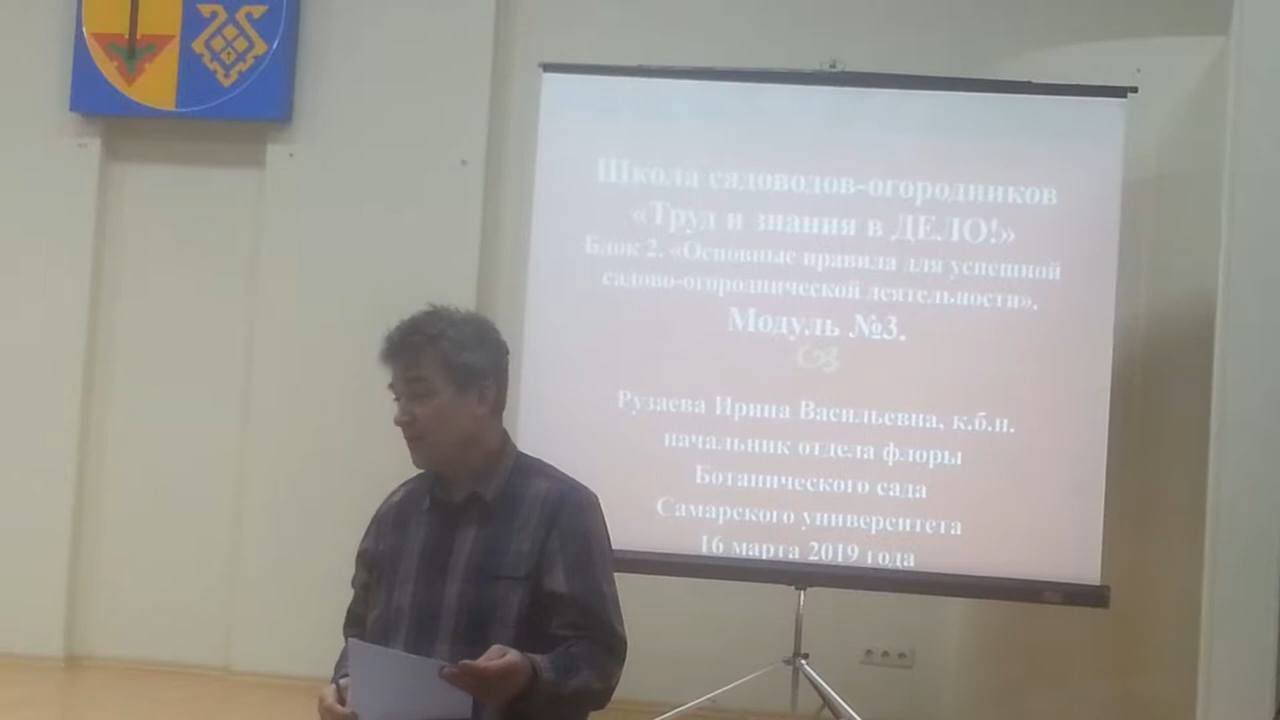 Школа садоводов-огородников
«Труд и знания в ДЕЛО!»
Блок 2. «Основные правила для успешной
садово-огороднической деятельности».
Модуль №3.
Рузаева Ирина Васильевна, к.б.н.
начальник отдела флоры
Ботанического сада
Самарского университета
16 марта 2019 года